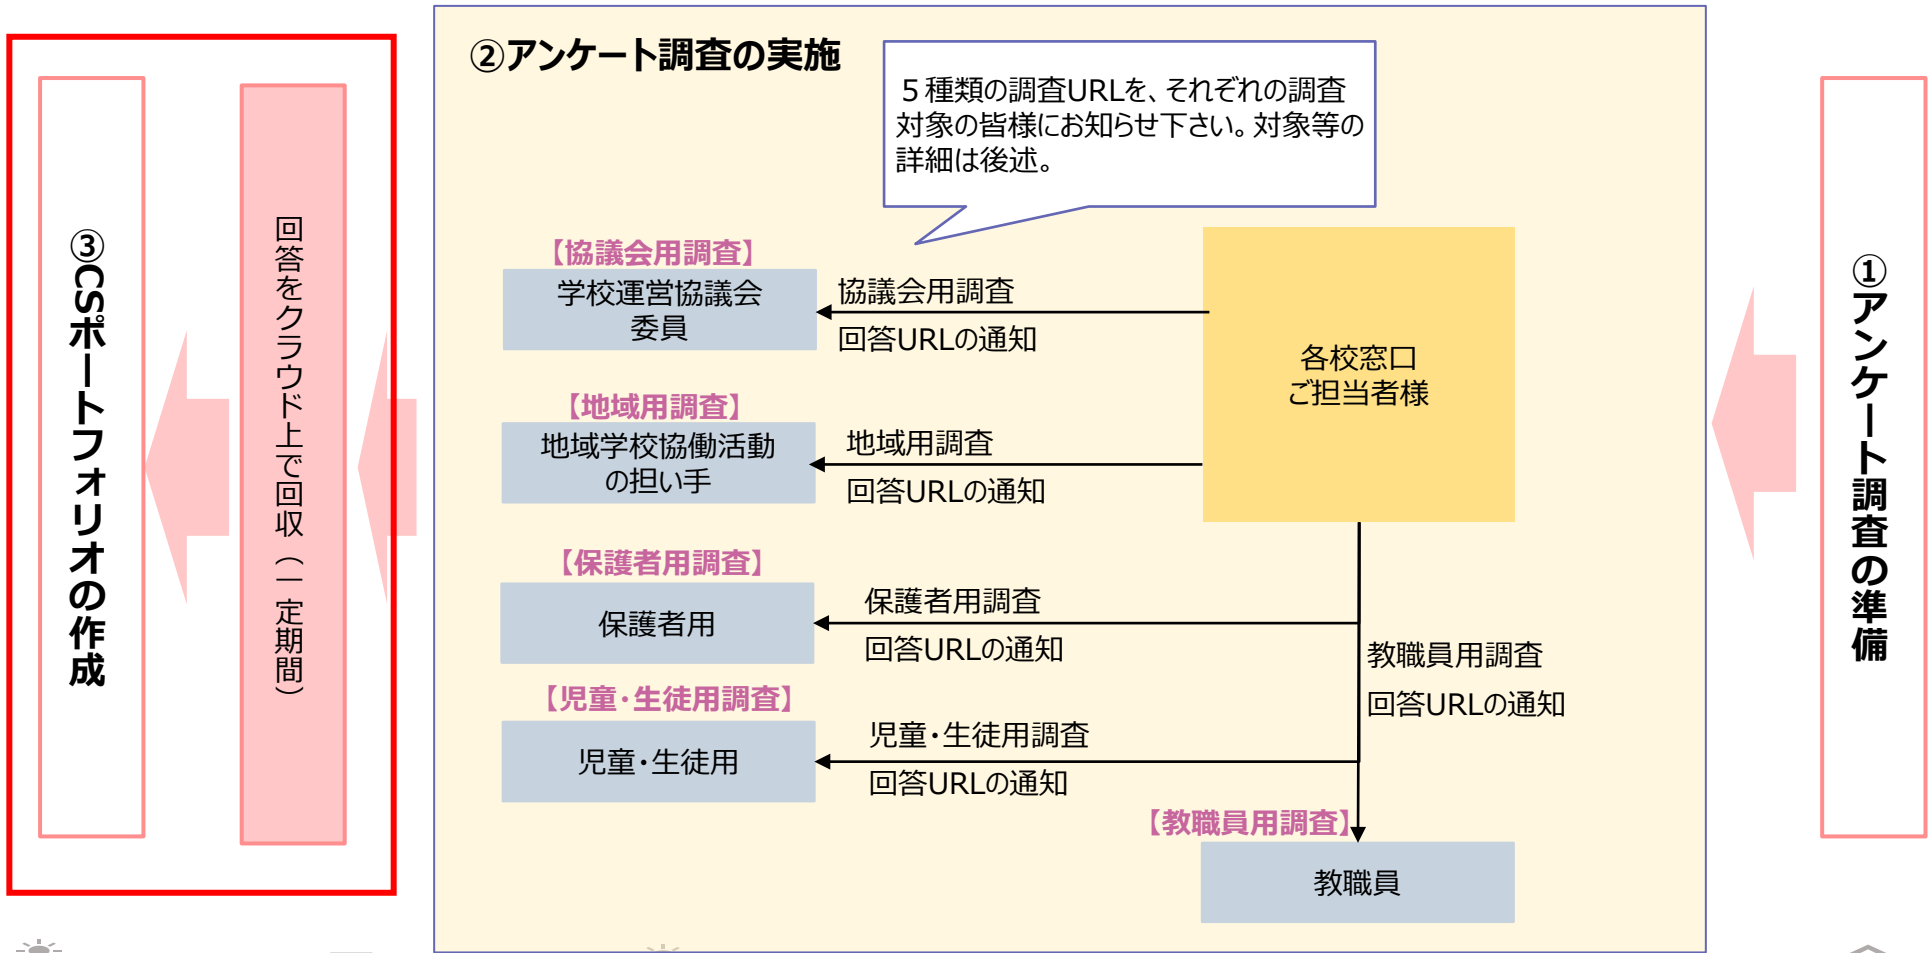 ②アンケート調査の実施
５種類の調査URLを、それぞれの調査
対象の皆様にお知らせ下さい。対象等の
詳細は後述。
①アンケート調査の準備
各校窓口
ご担当者様
【協議会用調査】
学校運営協議会
委員
協議会用調査
回答URLの通知
【地域用調査】
地域学校協働活動
の担い手
地域用調査
回答URLの通知
【保護者用調査】
保護者用
保護者用調査
回答URLの通知
【児童・生徒用調査】
児童・生徒用
児童・生徒用調査
回答URLの通知
教職員用調査
回答URLの通知
【教職員用調査】
教職員
回答をクラウド上で回収（一定期間）
③CSポートフォリオの作成